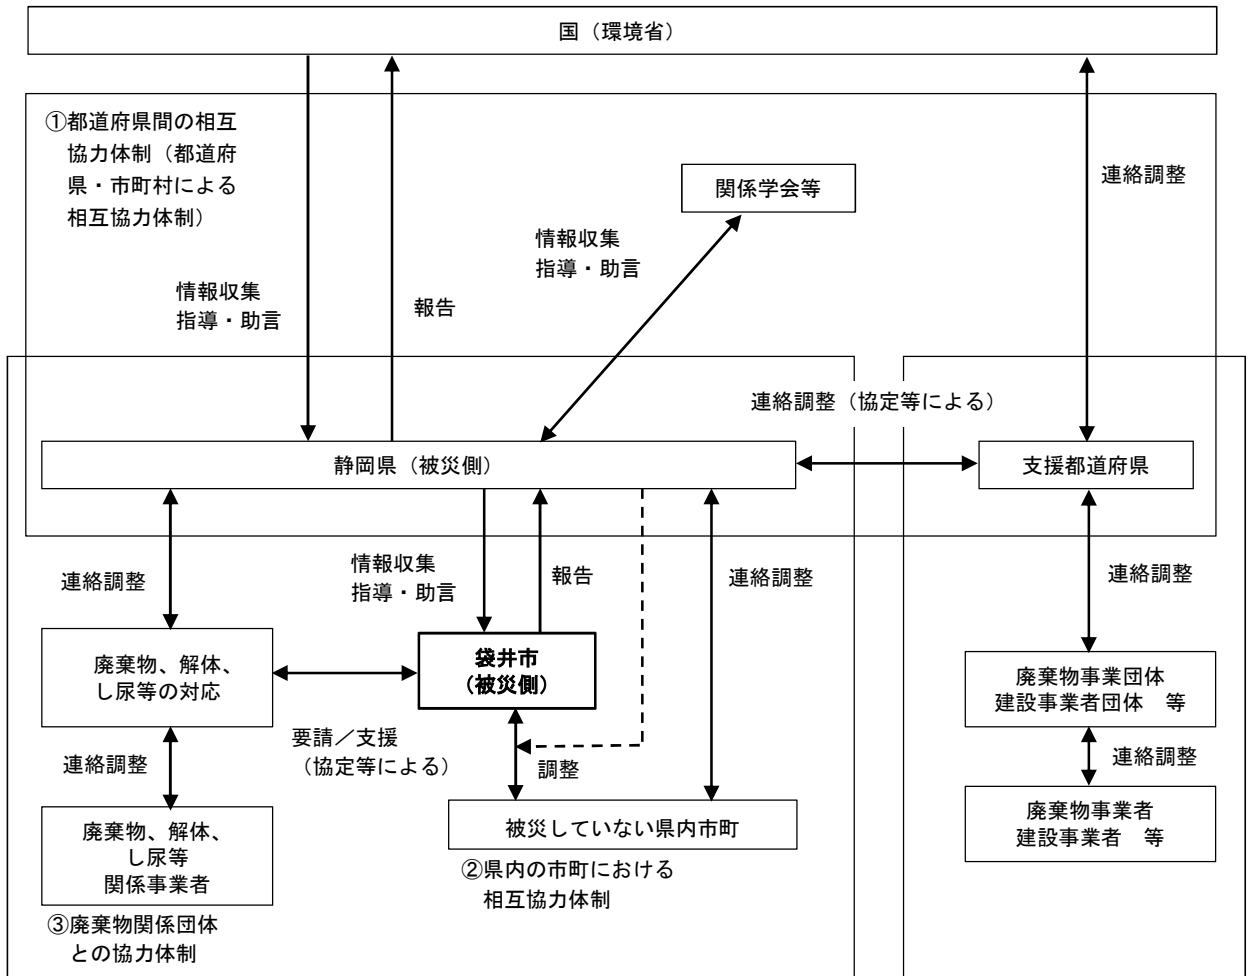 国（環境省）
①都道府県間の相互
協力体制（都道府
県・市町村による
相互協力体制）
関係学会等
連絡調整
情報収集
指導・助言
情報収集
指導・助言
報告
連絡調整（協定等による）
静岡県（被災側）
支援都道府県
連絡調整
情報収集
指導・助言
報告
連絡調整
連絡調整
廃棄物、解体、
し尿等の対応
袋井市
（被災側）
廃棄物事業団体
建設事業者団体　等
要請／支援
（協定等による）
連絡調整
調整
連絡調整
廃棄物、解体、
し尿等
関係事業者
被災していない県内市町
廃棄物事業者
建設事業者　等
②県内の市町における
相互協力体制
③廃棄物関係団体
との協力体制